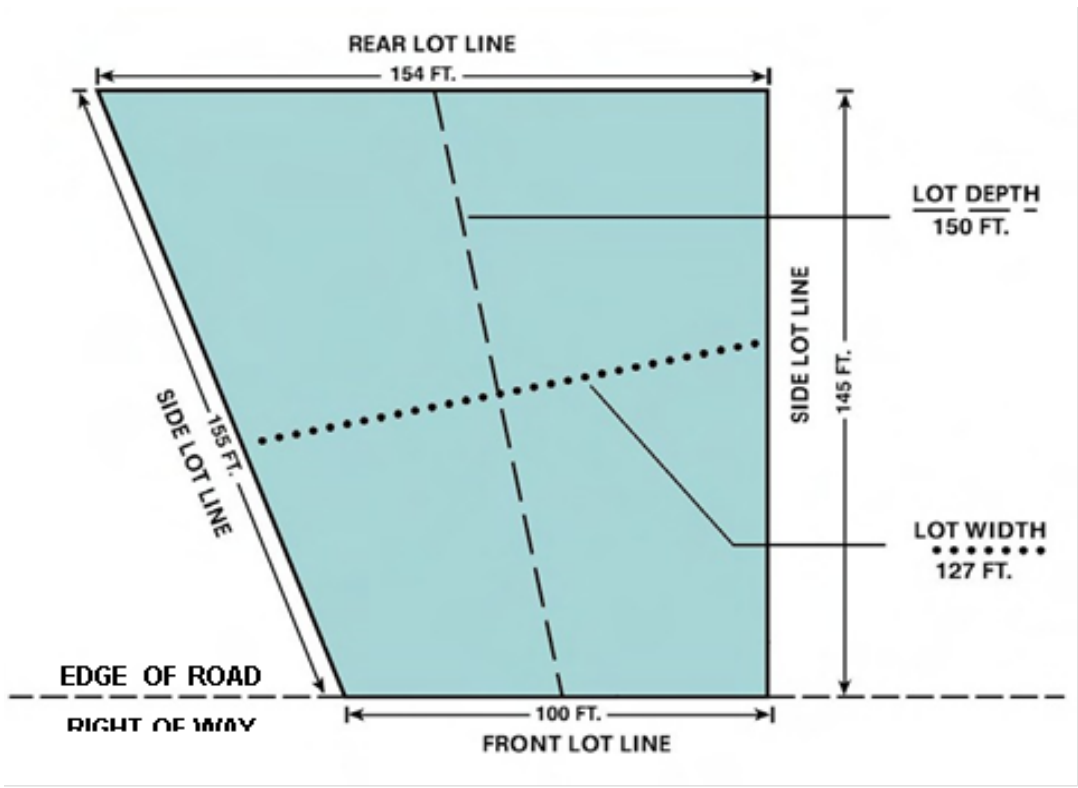 REAR LOT LINE
154 FT.
LOT DEPTH
150 FT.
SIDE LOT LINE
145 FT.
SIDE LOT LINE
155 FT.
LOT WIDTH
127 FT.
EDGE OF ROAD
RIGHT OF WAY
100 FT.
FRONT LOT LINE